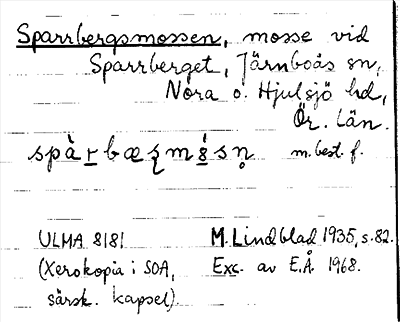 Sparrbergsmossen, mosse vid
Sparrberget, Järnboås sn,
Nora o. Hjulsjö hd,
Ör. Län.
m. best. f.
ULMA 8181 M. Lindblad 1935, s. 82.
(Xerokopia i SOA, Exc. av E.Å. 1968.
särsk. kapsel).